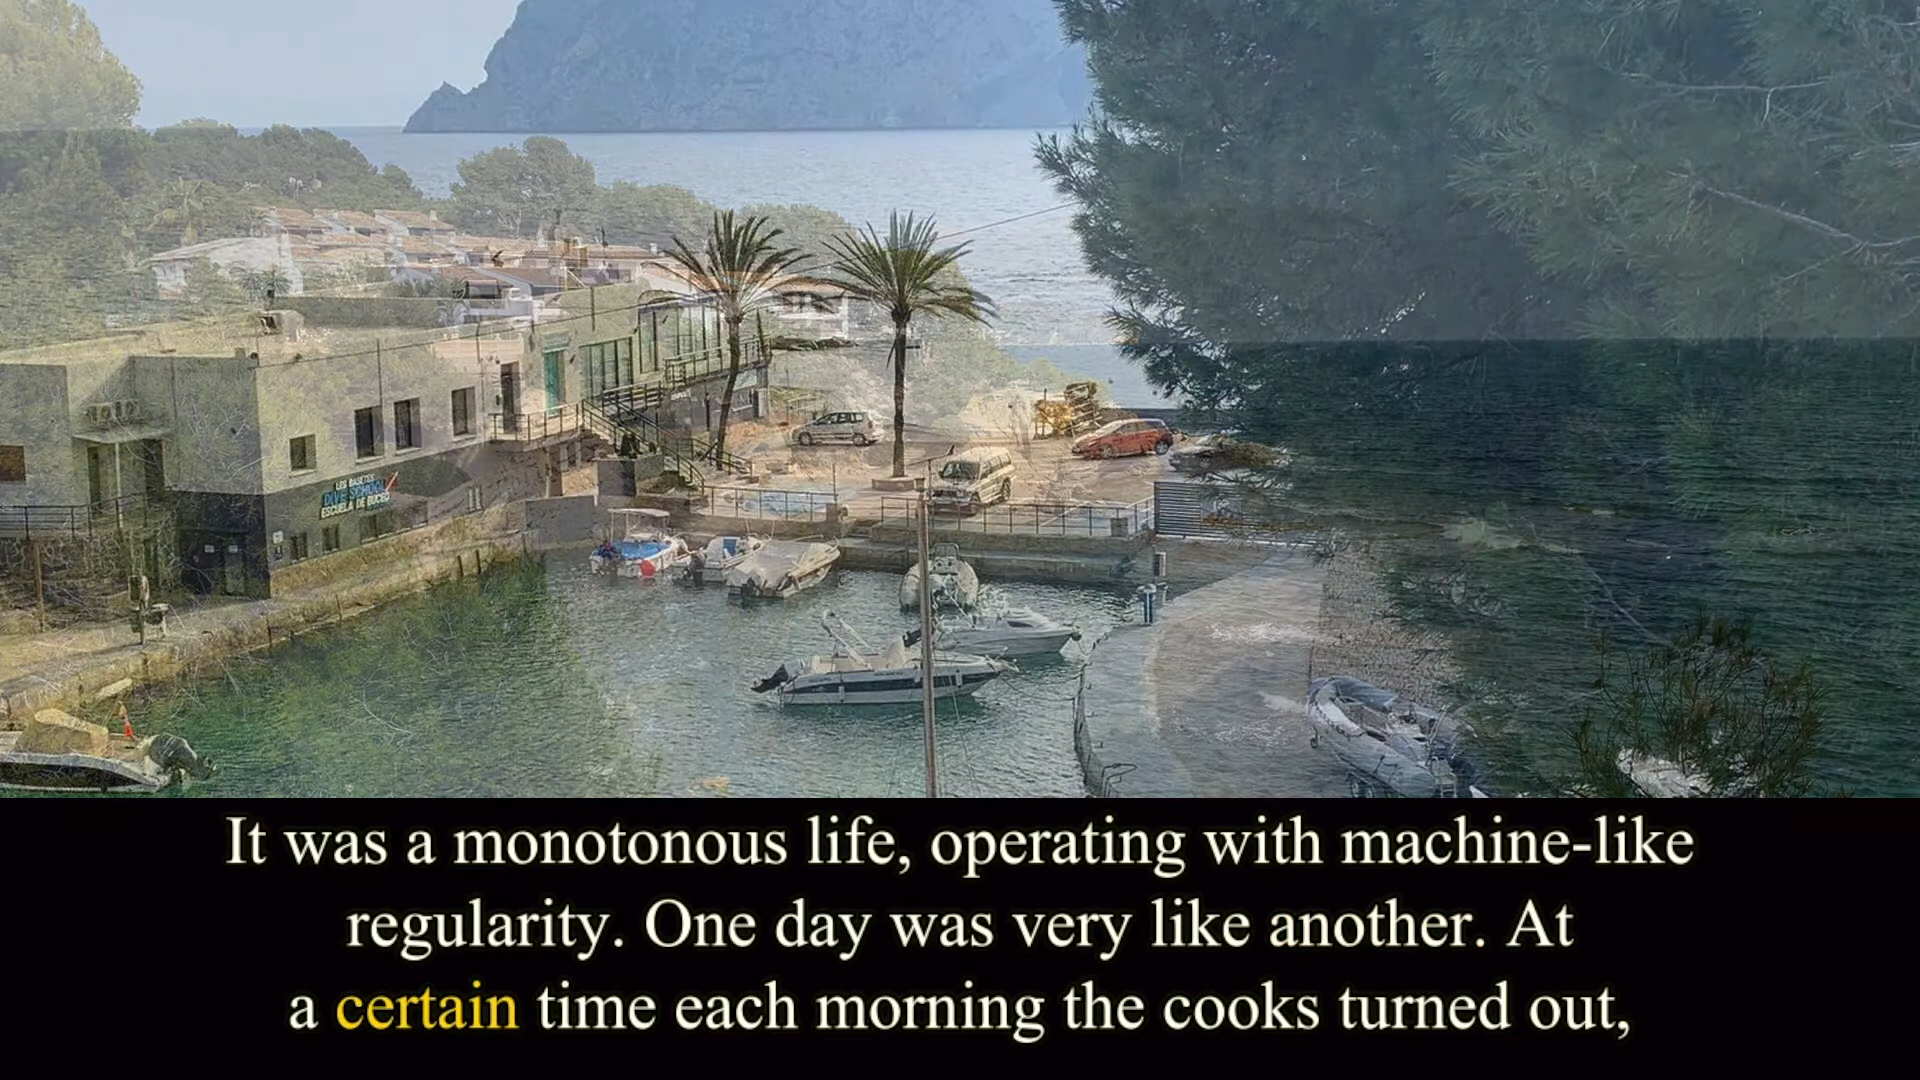 LES BASETES
DIVE SCHOOL
ESCUELA DE BUCEO
It was a monotonous life, operating with machine-like
regularity. One day was very like another. At
a certain time each morning the cooks turned out,